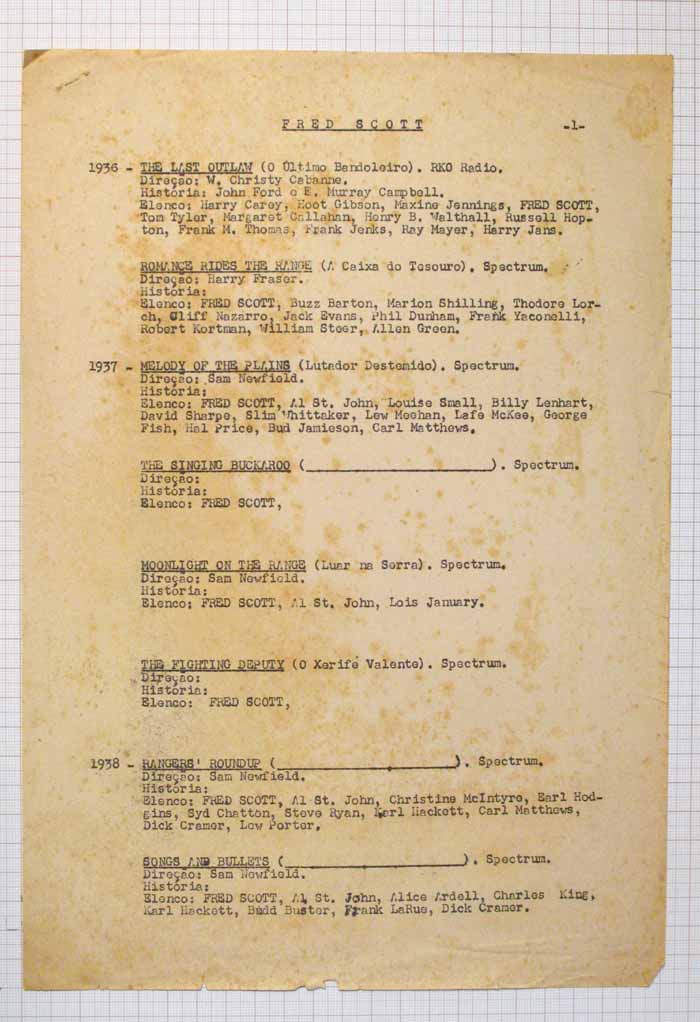 FRED SCOTT -1-
1936 - THE LAST OUTLAW (O Último Bandoleiro). RKO Radio.
Direção: W. Christy Cabanne.
História: John Ford e E. Murray Campbell.
Elenco: Harry Carey, Hoot Gibson, Maxine Jennings, FRED SCOTT,
Tom Tyler, Margaret Callahan, Henry B. Walthall, Russell Hop-
ton, Frank M. Thomas, Frank Jenks, Ray Mayer, Harry Jans.
ROMANCE RIDES THE RANGE (A Caixa do Tesouro). Spectrum.
Direção: Harry Fraser.
História:
Elenco: FRED SCOTT, Buzz Barton, Marion Shilling, Thodore Lor-
ch, Cliff Nazarro, Jack Evans, Phil Dunham, Frank Yaconelli,
Robert Kortman, William Steer, Allen Green.
1937 - MELODY OF THE PLAINS (Lutador Destemido). Spectrum.
Direção: Sam Newfield.
História:
Elenco: FRED SCOTT, Al St. John, Louise Small, Billy Lenhart,
David Sharpe, Slim Whittaker, Lew Meehan, Lafe McKee, George
Fish, Hal Price, Bud Jamieson, Carl Matthews.
THE SINGING BUCKAROO (______________________). Spectrum.
Direção:
História:
Elenco: FRED SCOTT,
MOONLIGHT ON THE RANGE (Luar na Serra). Spectrum.
Direção: Sam Newfield.
História:
Elenco: FRED SCOTT, Al St. John, Lois January.
THE FIGHTING DEPUTY (O Xerife Valente). Spectrum.
Direção:
História:
Elenco: FRED SCOTT,
1938 - RANGERS' ROUNDUP (_____________________). Spectrum.
Direção: Sam Newfield.
História:
Elenco: FRED SCOTT, Al St. John, Christine McIntyre, Earl Hod-
gins, Syd Chatton, Steve Ryan, Karl Hackett, Carl Matthews,
Dick Cramer, Lew Porter.
SONGS AND BULLETS (_____________________). Spectrum.
Direção: Sam Newfield.
História:
Elenco: FRED SCOTT, Al St. John, Alice Ardell, Charles King,
Karl Hackett, Budd Buster, Frank LaRue, Dick Cramer.